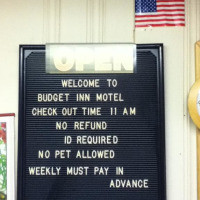 OPEN
WELCOME TO
BUDGET INN MOTEL
CHECK OUT TIME 11 AM
NO REFUND
ID REQUIRED
NO PET ALLOWED
WEEKLY MUST PAY IN
ADVANCE